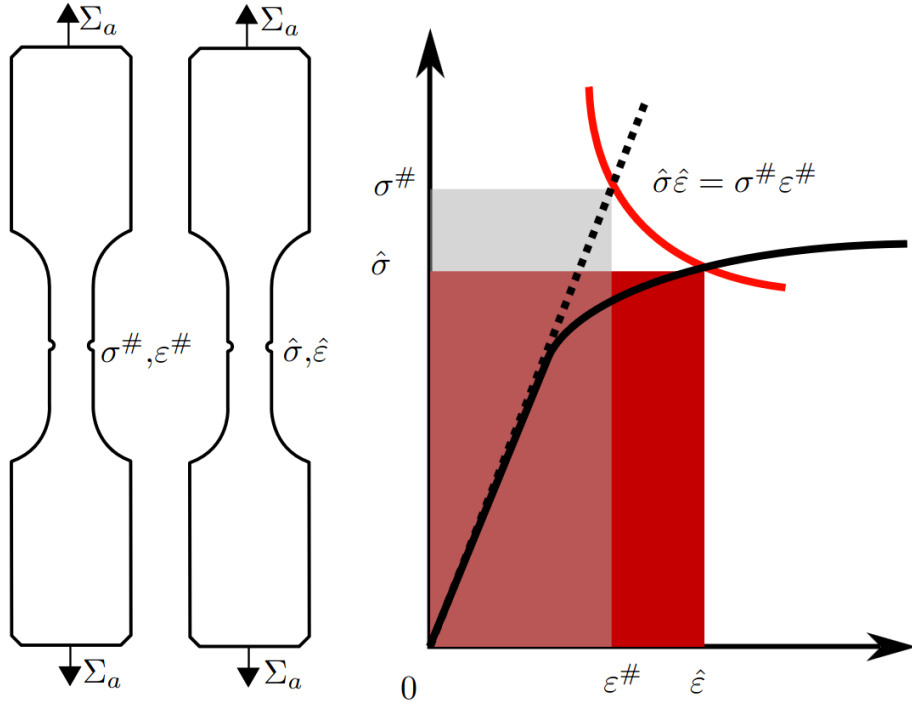 Σₐ Σₐ
σ^# , ε^# σ̂ , ε̂
Σₐ Σₐ
σ^#
σ̂
σ̂ε̂ = σ^# ε^#
0 ε^# ε̂